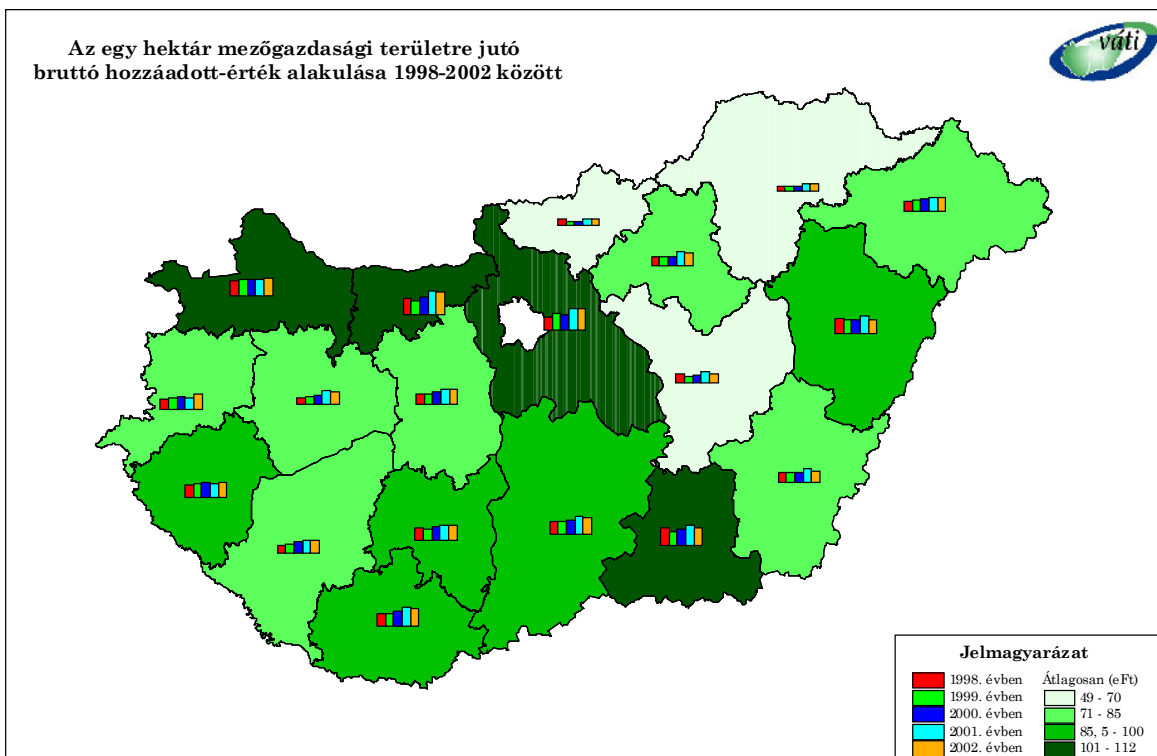 Az egy hektár mezőgazdasági területre jutó
bruttó hozzáadott-érték alakulása 1998-2002 között
váti
Jelmagyarázat
1998. évben
1999. évben
2000. évben
2001. évben
2002. évben
Átlagosan (eFt)
49 - 70
71 - 85
85, 5 - 100
101 - 112